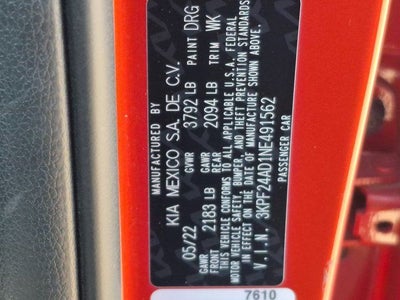 MANUFACTURED BY
KIA MEXICO S.A. DE C.V.
05/22 GVWR 3792 LB PAINT DRG
GAWR FRONT 2183 LB GAWR REAR 2094 LB TRIM WK
THIS VEHICLE CONFORMS TO ALL APPLICABLE U.S.A. FEDERAL
MOTOR VEHICLE SAFETY, BUMPER, AND THEFT PREVENTION STANDARDS
IN EFFECT ON THE DATE OF MANUFACTURE SHOWN ABOVE.
V.I.N. 3KPF24AD1NE491562
PASSENGER CAR
7610